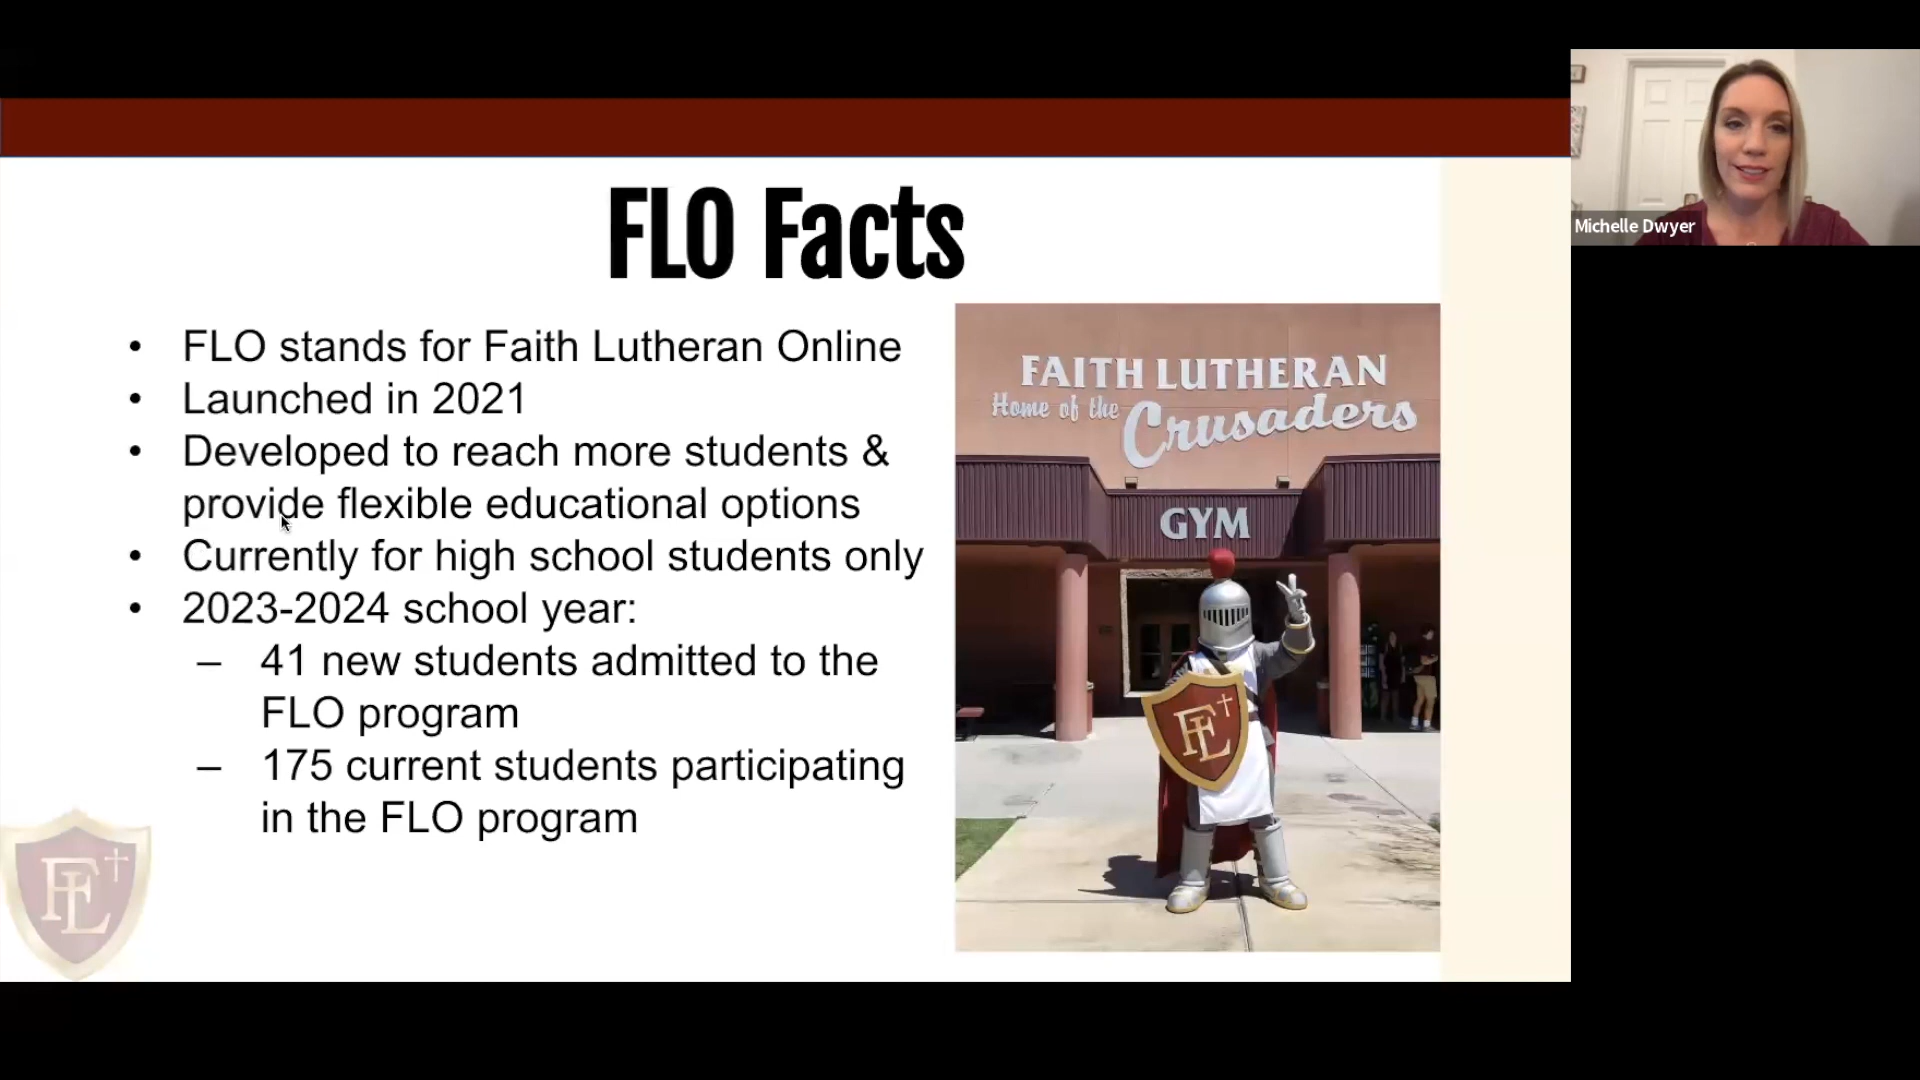 FLO Facts
• FLO stands for Faith Lutheran Online
• Launched in 2021
• Developed to reach more students &
provide flexible educational options
• Currently for high school students only
• 2023-2024 school year:
– 41 new students admitted to the
FLO program
– 175 current students participating
in the FLO program
FAITH LUTHERAN
Home of the Crusaders
GYM
FL
FL
Michelle Dwyer